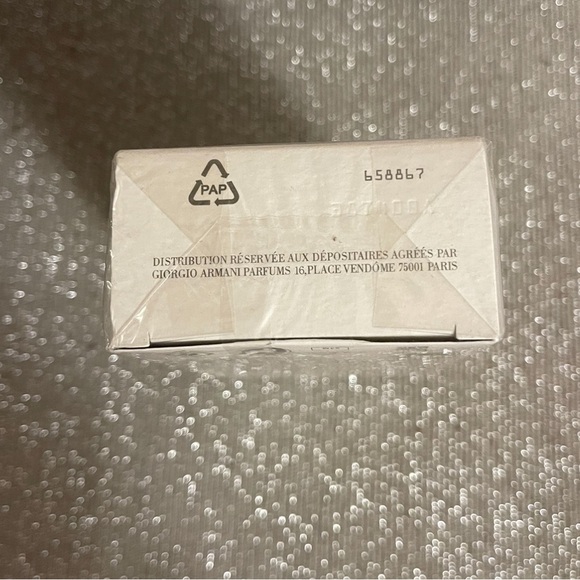 PAP
658867
DISTRIBUTION RÉSERVÉE AUX DÉPOSITAIRES AGRÉÉS PAR
GIORGIO ARMANI PARFUMS 16,PLACE VENDÔME 75001 PARIS